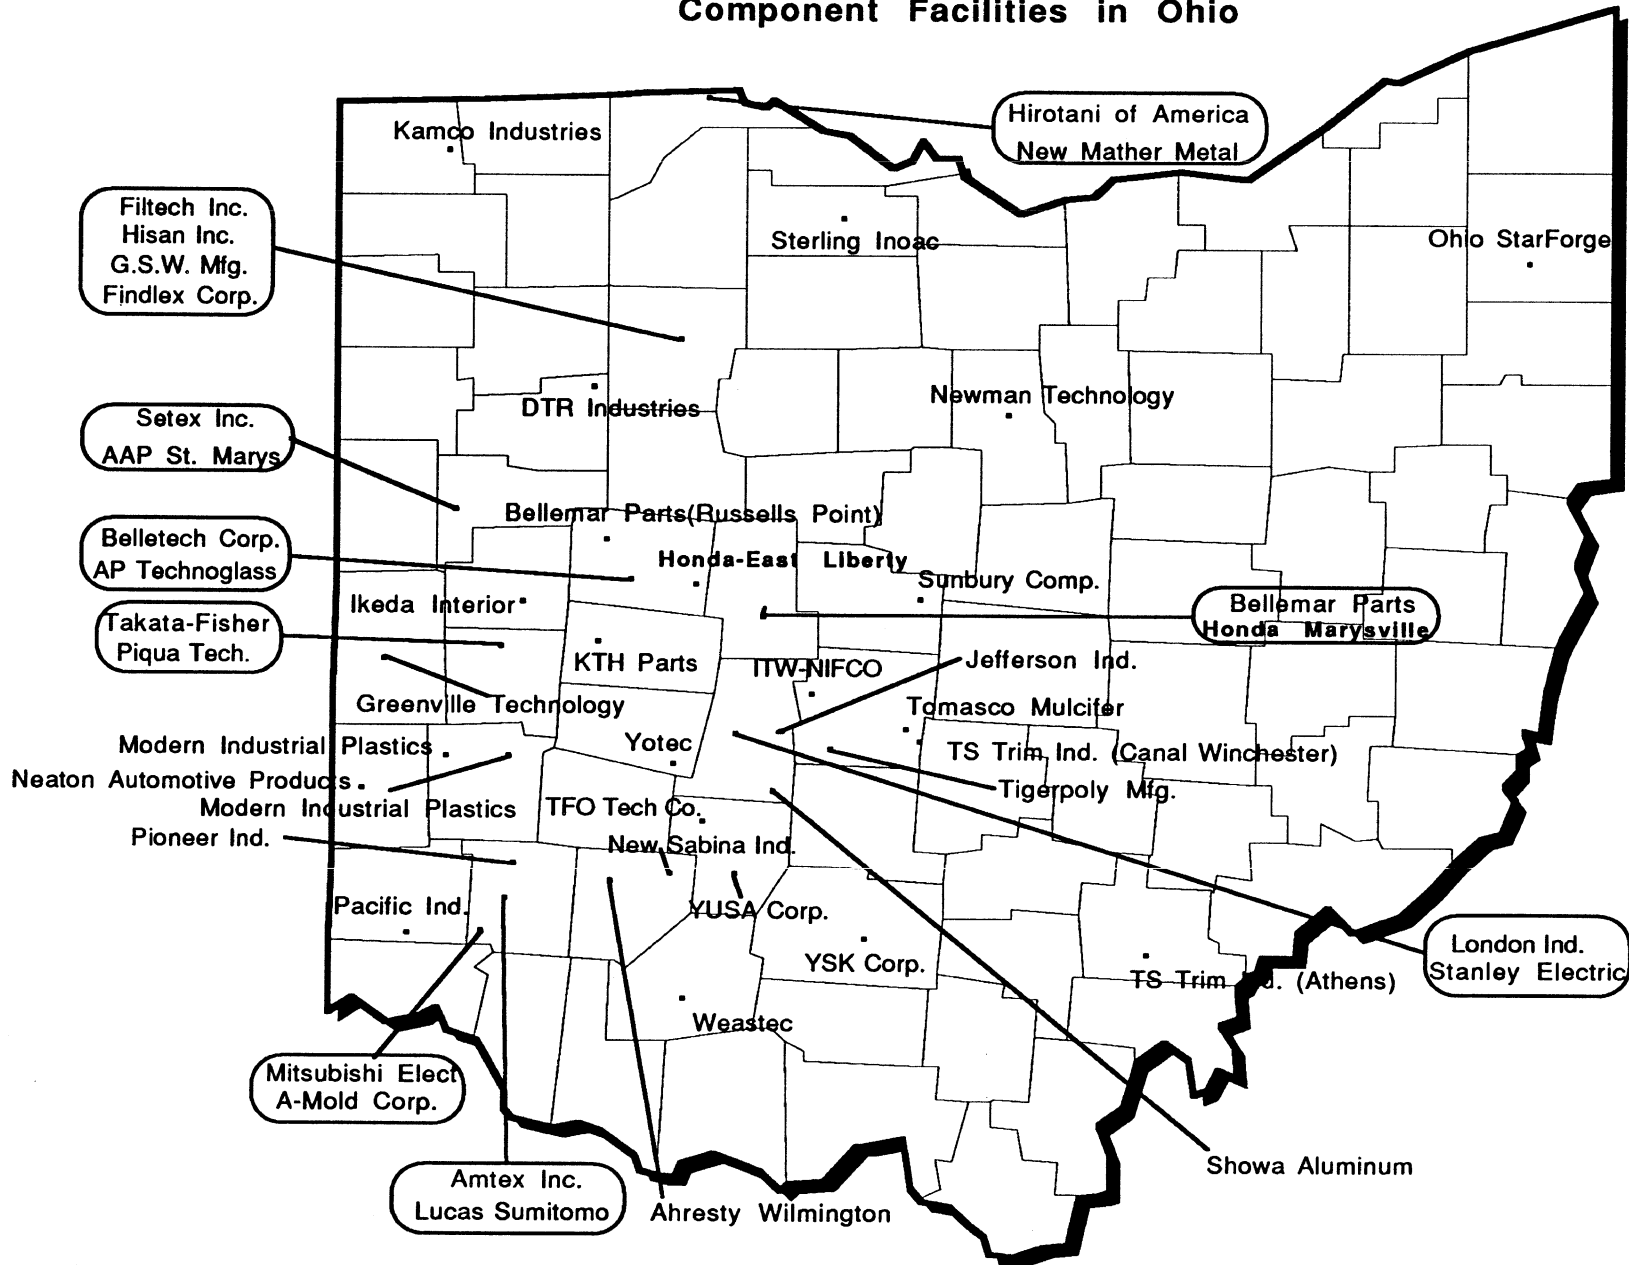 Component Facilities in Ohio
Kamco Industries
Hirotani of America
New Mather Metal
Filtech Inc.
Hisan Inc.
G.S.W. Mfg.
Findlex Corp.
Sterling Inoac
Ohio StarForge
Setex Inc.
AAP St. Marys
DTR Industries
Newman Technology
Bellemar Parts(Russells Point)
Belletech Corp.
AP Technoglass
Honda-East Liberty
Sunbury Comp.
Ikeda Interior
Bellemar Parts
Honda Marysville
Takata-Fisher
Piqua Tech.
KTH Parts
ITW-NIFCO
Jefferson Ind.
Greenville Technology
Tomasco Mulcifer
Modern Industrial Plastics
Yotec
TS Trim Ind. (Canal Winchester)
Neaton Automotive Products
Tigerpoly Mfg.
Modern Industrial Plastics
TFO Tech Co.
Pioneer Ind.
New Sabina Ind.
Pacific Ind.
YUSA Corp.
London Ind.
Stanley Electric
YSK Corp.
TS Trim Ind. (Athens)
Weastec
Mitsubishi Elect
A-Mold Corp.
Showa Aluminum
Amtex Inc.
Lucas Sumitomo
Ahresty Wilmington